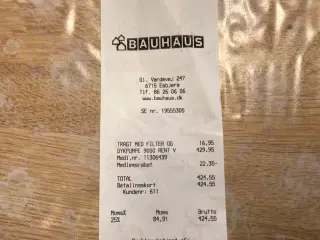 BAUHAUS
Gl. Vardevej 247
6715 Esbjerg
Tlf. 86 26 06 06
www.bauhaus.dk
SE nr. 19555305
TRAGT MED FILTER OG 16.95
DYKPUMPE 9000 RENT V 429.95
Medl.nr. 11306439
Medlemsrabat 22.35-
TOTAL 424.55
Betalingskort 424.55
Kundenr: 611
Moms% Moms Brutto
25% 84.91 424.55